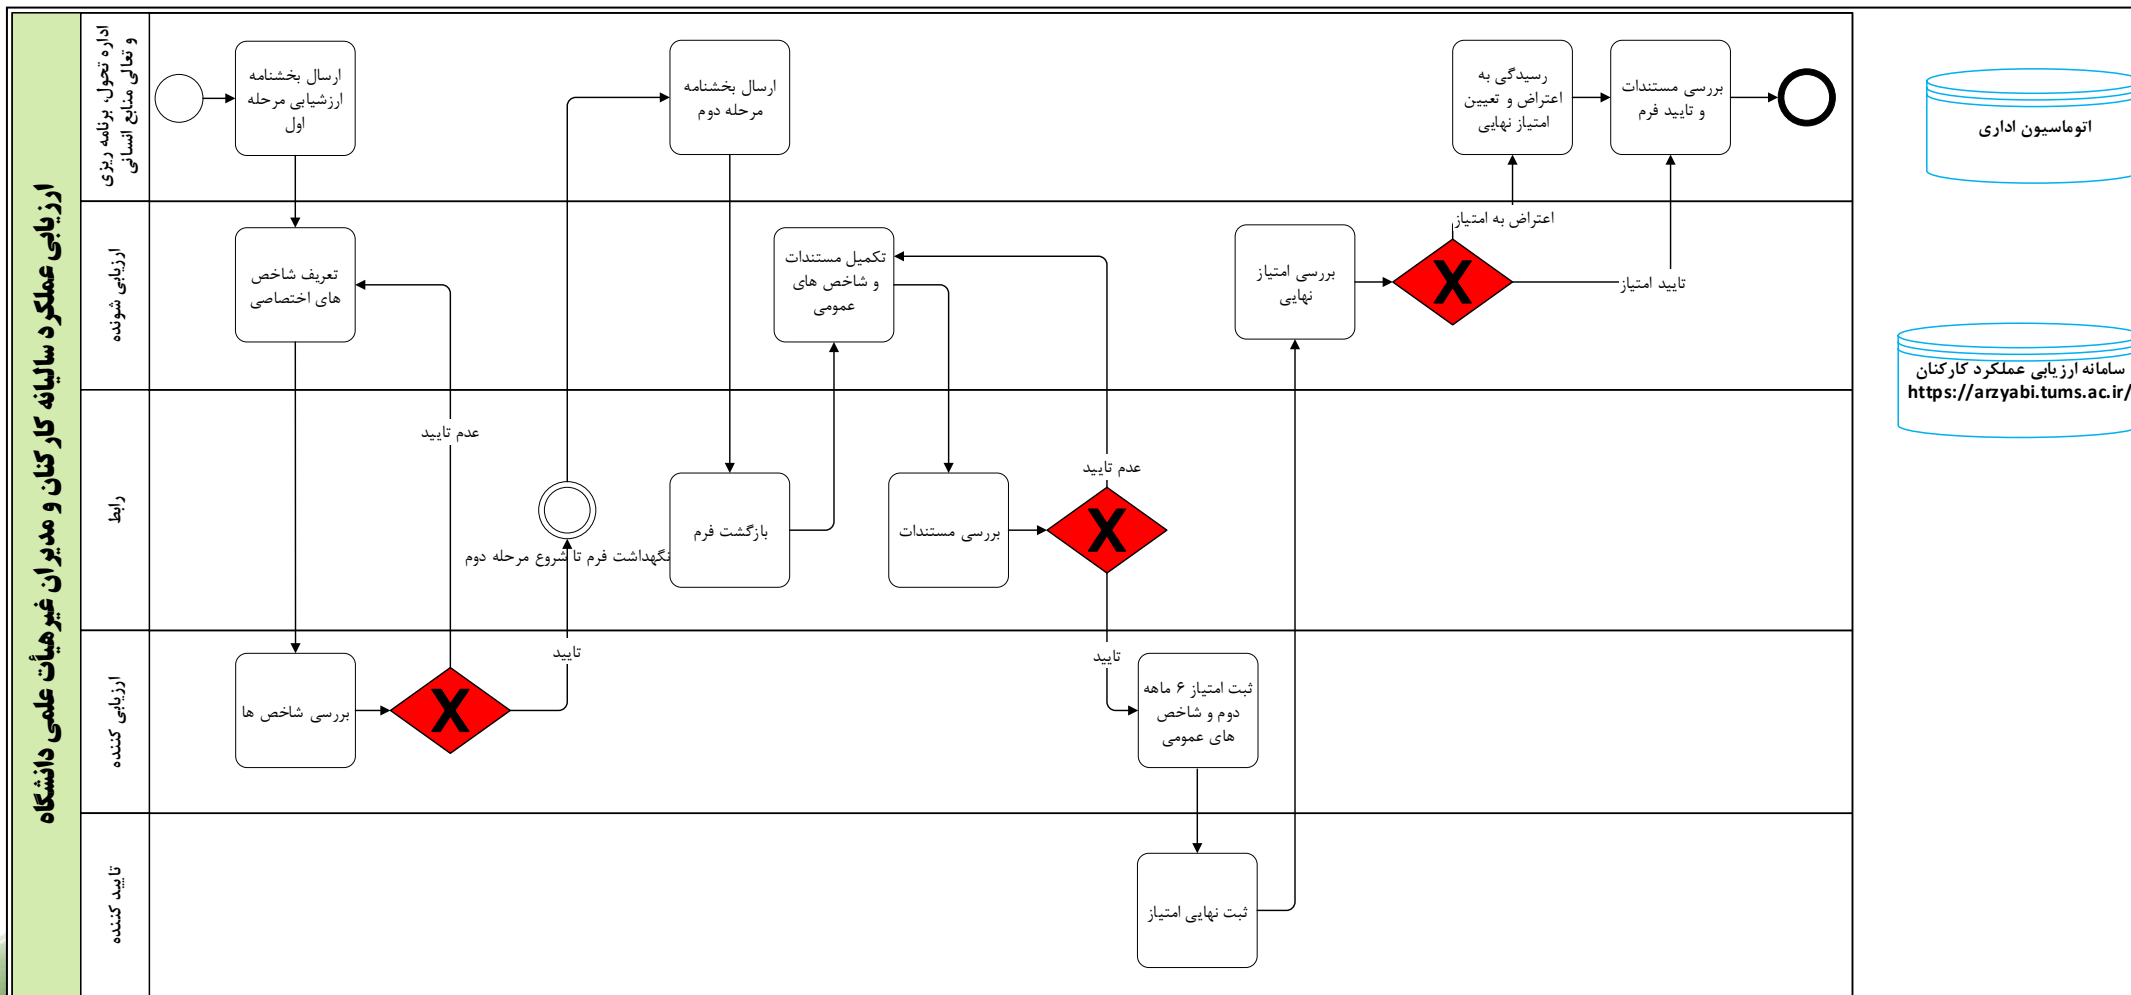 ارزیابی عملکرد سالیانه کارکنان و مدیران غیرهیأت علمی دانشگاه
اداره تحول، برنامه ریزی
و تعالی منابع انسانی
ارسال بخشنامه
ارزشیابی مرحله
اول
ارسال بخشنامه
مرحله دوم
رسیدگی به
اعتراض و تعیین
امتیاز نهایی
بررسی مستندات
و تایید فرم
ارزیابی شونده
تعریف شاخص
های اختصاصی
تکمیل مستندات
و شاخص های
عمومی
بررسی امتیاز
نهایی
اعتراض به امتیاز
تایید امتیاز
رابط
عدم تایید
نگهداشت فرم تا شروع مرحله دوم
بازگشت فرم
بررسی مستندات
عدم تایید
X
X
ارزیابی کننده
بررسی شاخص ها
X
تایید
تایید
ثبت امتیاز ۶ ماهه
دوم و شاخص
های عمومی
تایید کننده
ثبت نهایی امتیاز
اتوماسیون اداری
سامانه ارزیابی عملکرد کارکنان
https://arzyabi.tums.ac.ir/